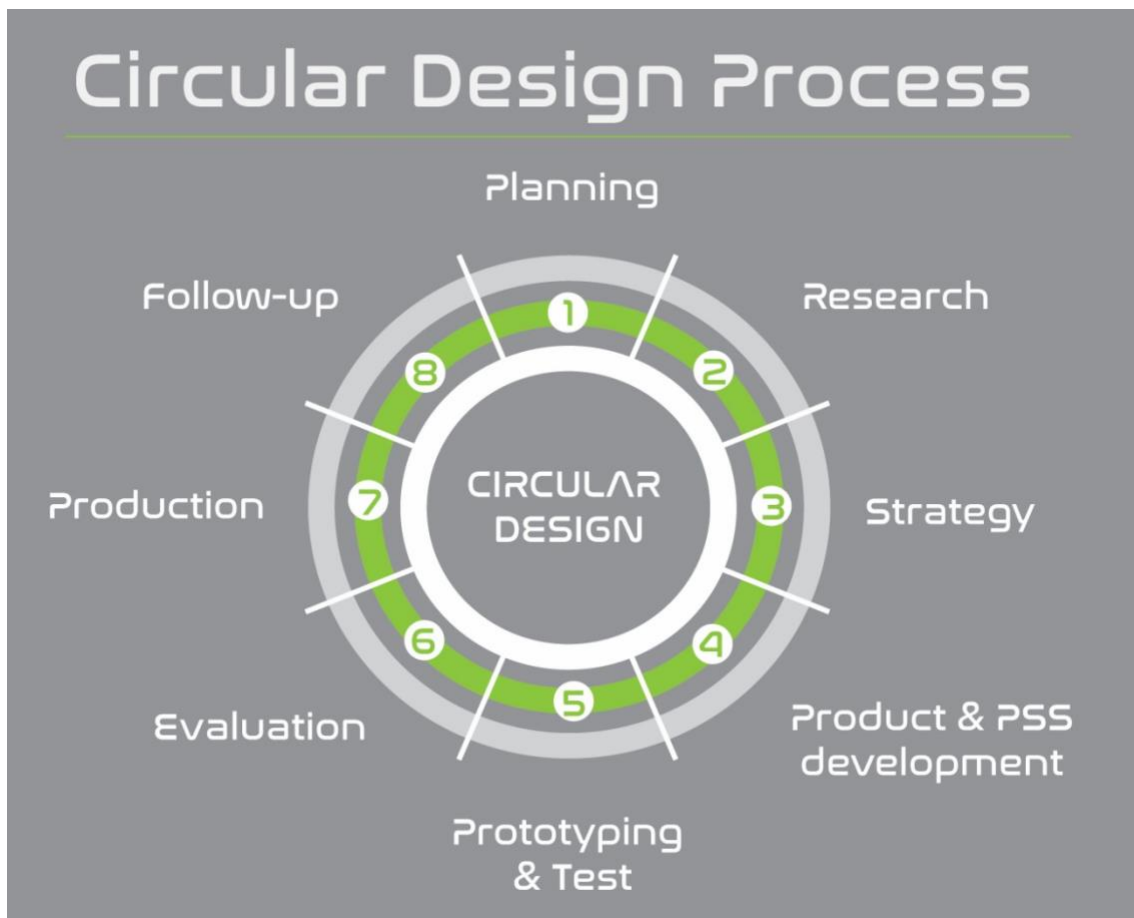 Circular Design Process
Planning
1
Research
2
Strategy
3
Product & PSS
development
4
Prototyping
& Test
5
Evaluation
6
Production
7
Follow-up
8
CIRCULAR
DESIGN